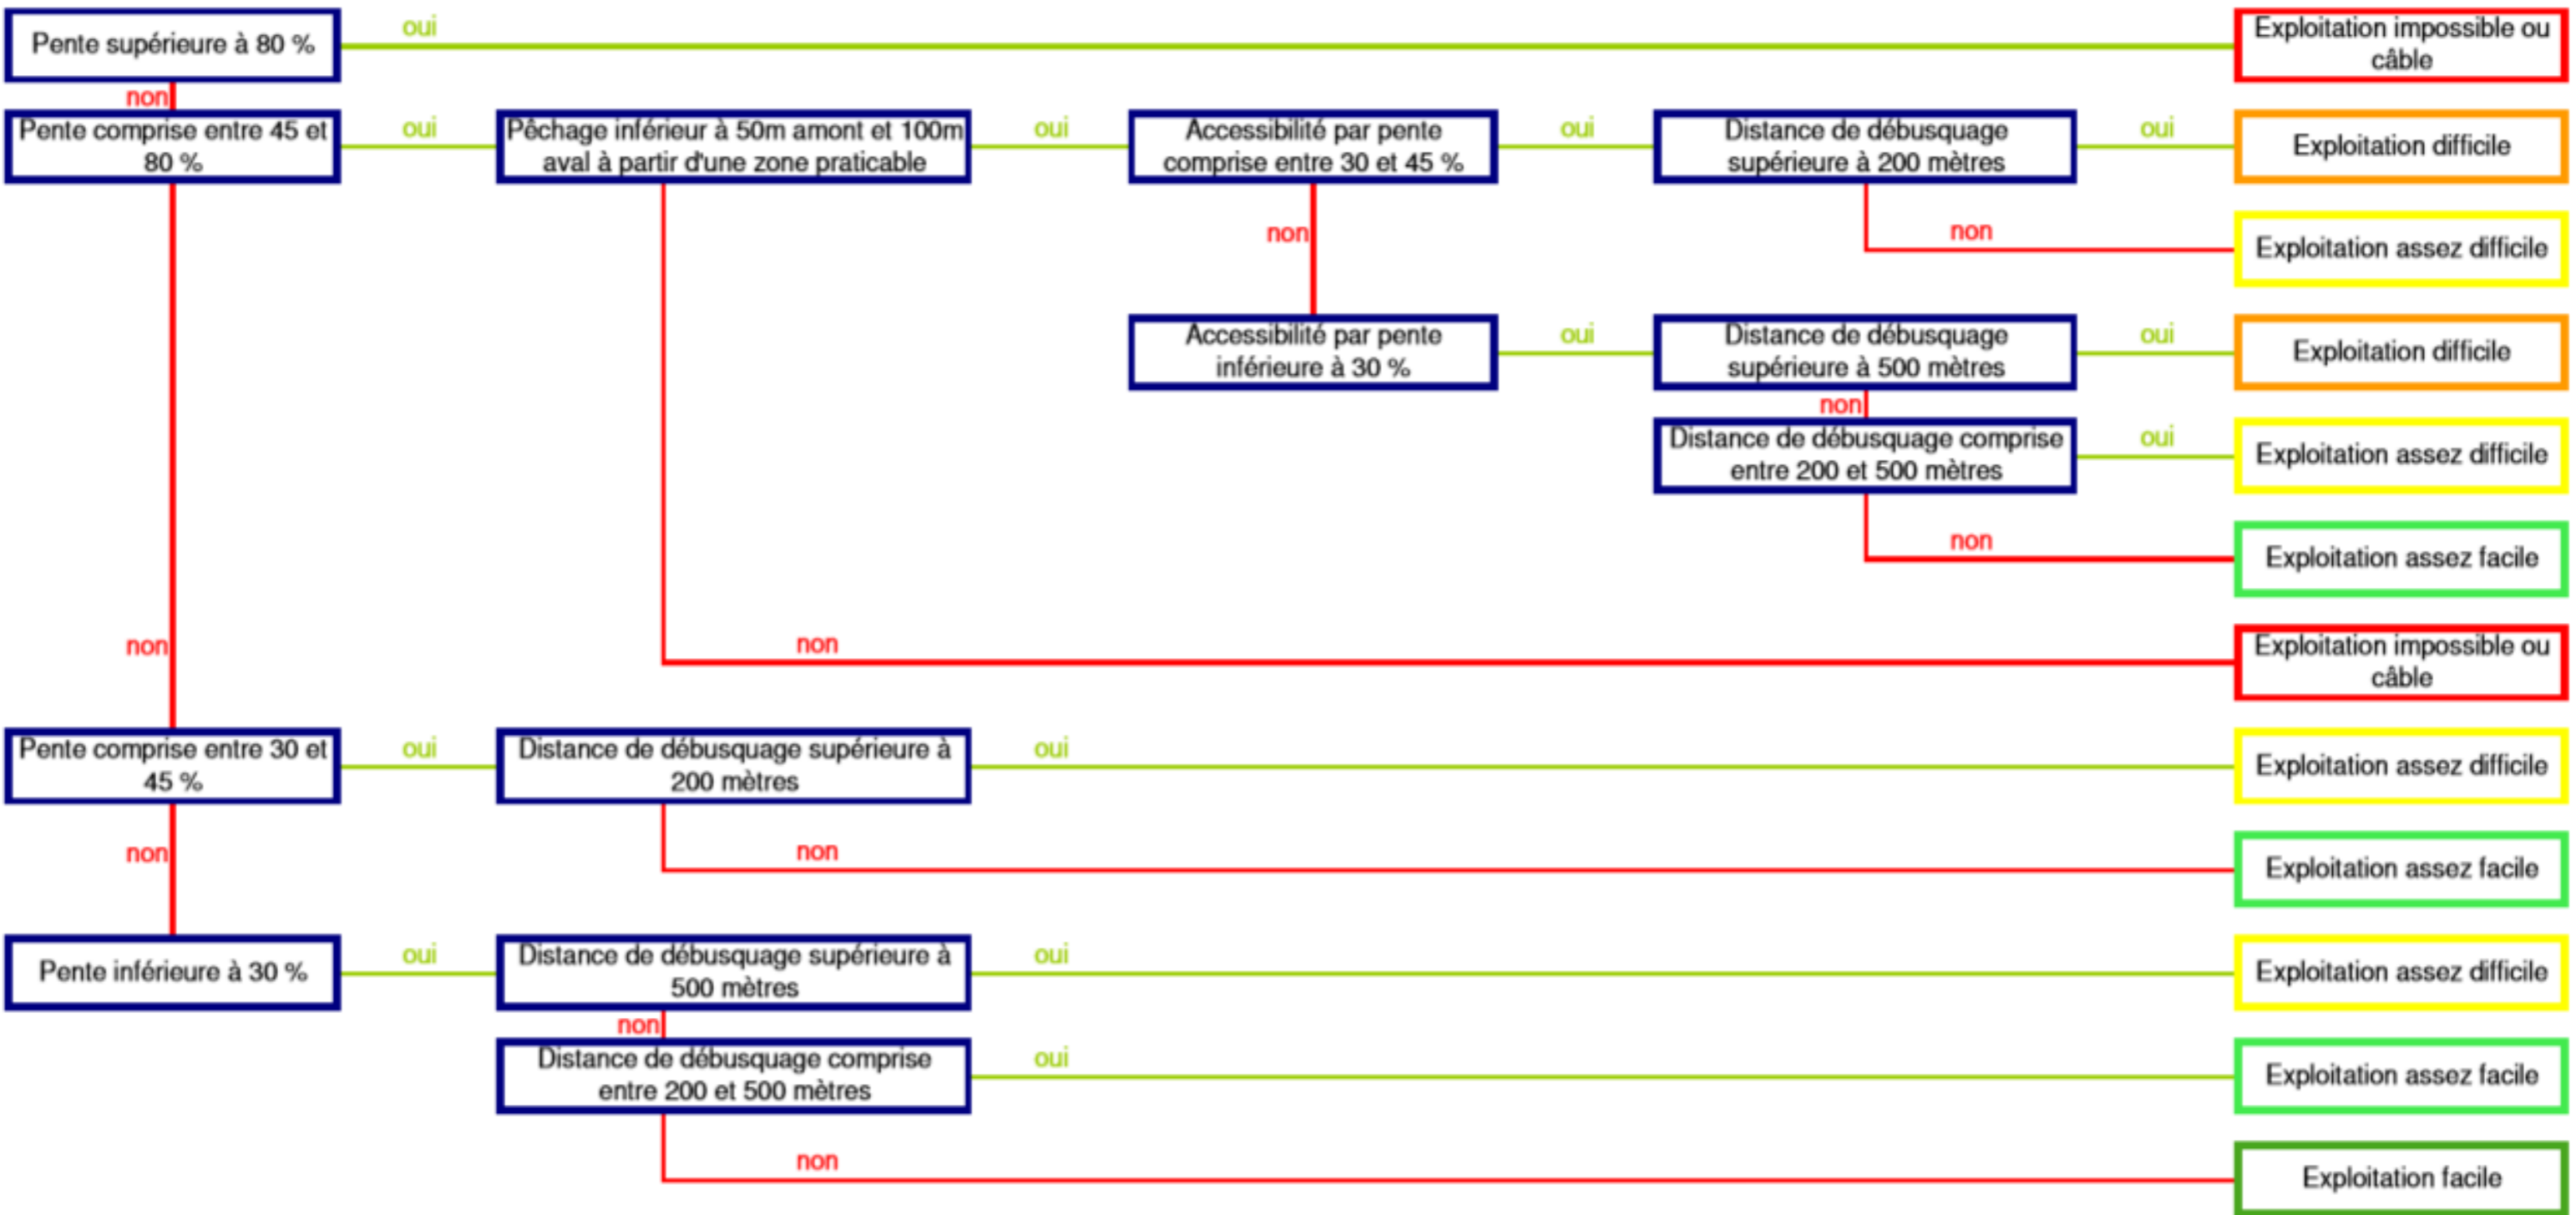 Pente supérieure à 80 %
oui
Exploitation impossible ou
câble
non
Pente comprise entre 45 et
80 %
oui
Pêchage inférieur à 50m amont et 100m
aval à partir d'une zone praticable
oui
Accessibilité par pente
comprise entre 30 et 45 %
oui
Distance de débusquage
supérieure à 200 mètres
oui
Exploitation difficile
non
Exploitation assez difficile
non
Accessibilité par pente
inférieure à 30 %
oui
Distance de débusquage
supérieure à 500 mètres
oui
Exploitation difficile
non
Distance de débusquage comprise
entre 200 et 500 mètres
oui
Exploitation assez difficile
non
Exploitation assez facile
non
non
Exploitation impossible ou
câble
Pente comprise entre 30 et
45 %
oui
Distance de débusquage supérieure à
200 mètres
oui
Exploitation assez difficile
non
non
Exploitation assez facile
Pente inférieure à 30 %
oui
Distance de débusquage supérieure à
500 mètres
oui
Exploitation assez difficile
non
Distance de débusquage comprise
entre 200 et 500 mètres
oui
Exploitation assez facile
non
Exploitation facile